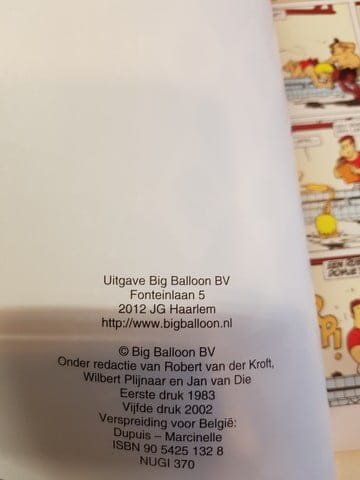 Uitgave Big Balloon BV
Fonteinlaan 5
2012 JG Haarlem
http://www.bigballoon.nl
© Big Balloon BV
Onder redactie van Robert van der Kroft,
Wilbert Plijnaar en Jan van Die
Eerste druk 1983
Vijfde druk 2002
Verspreiding voor België:
Dupuis – Marcinelle
ISBN 90 5425 132 8
NUGI 370